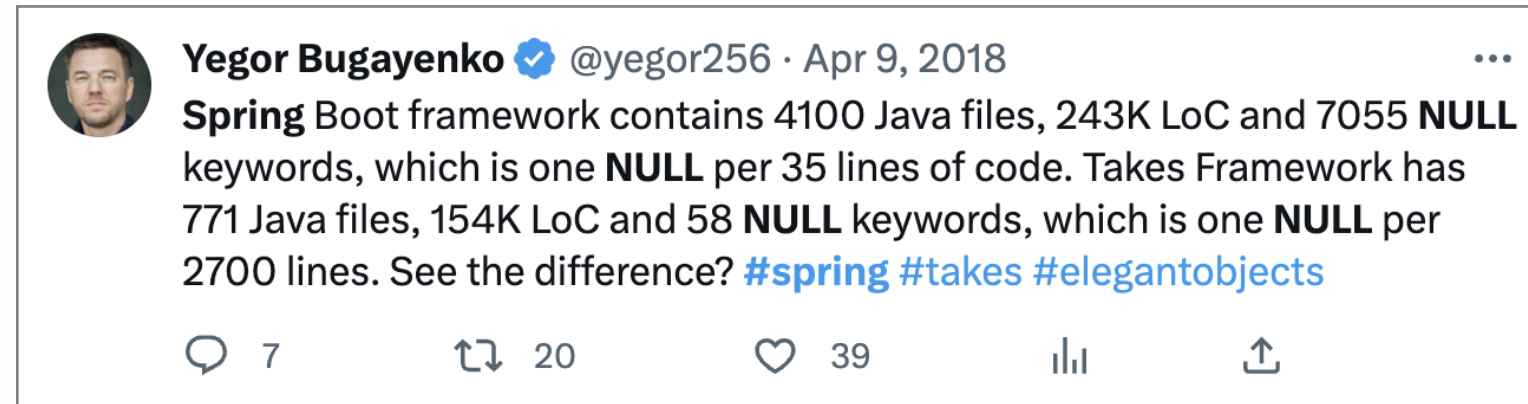 Yegor Bugayenko @yegor256 · Apr 9, 2018
Spring Boot framework contains 4100 Java files, 243K LoC and 7055 NULL
keywords, which is one NULL per 35 lines of code. Takes Framework has
771 Java files, 154K LoC and 58 NULL keywords, which is one NULL per
2700 lines. See the difference? #spring #takes #elegantobjects
7 20 39